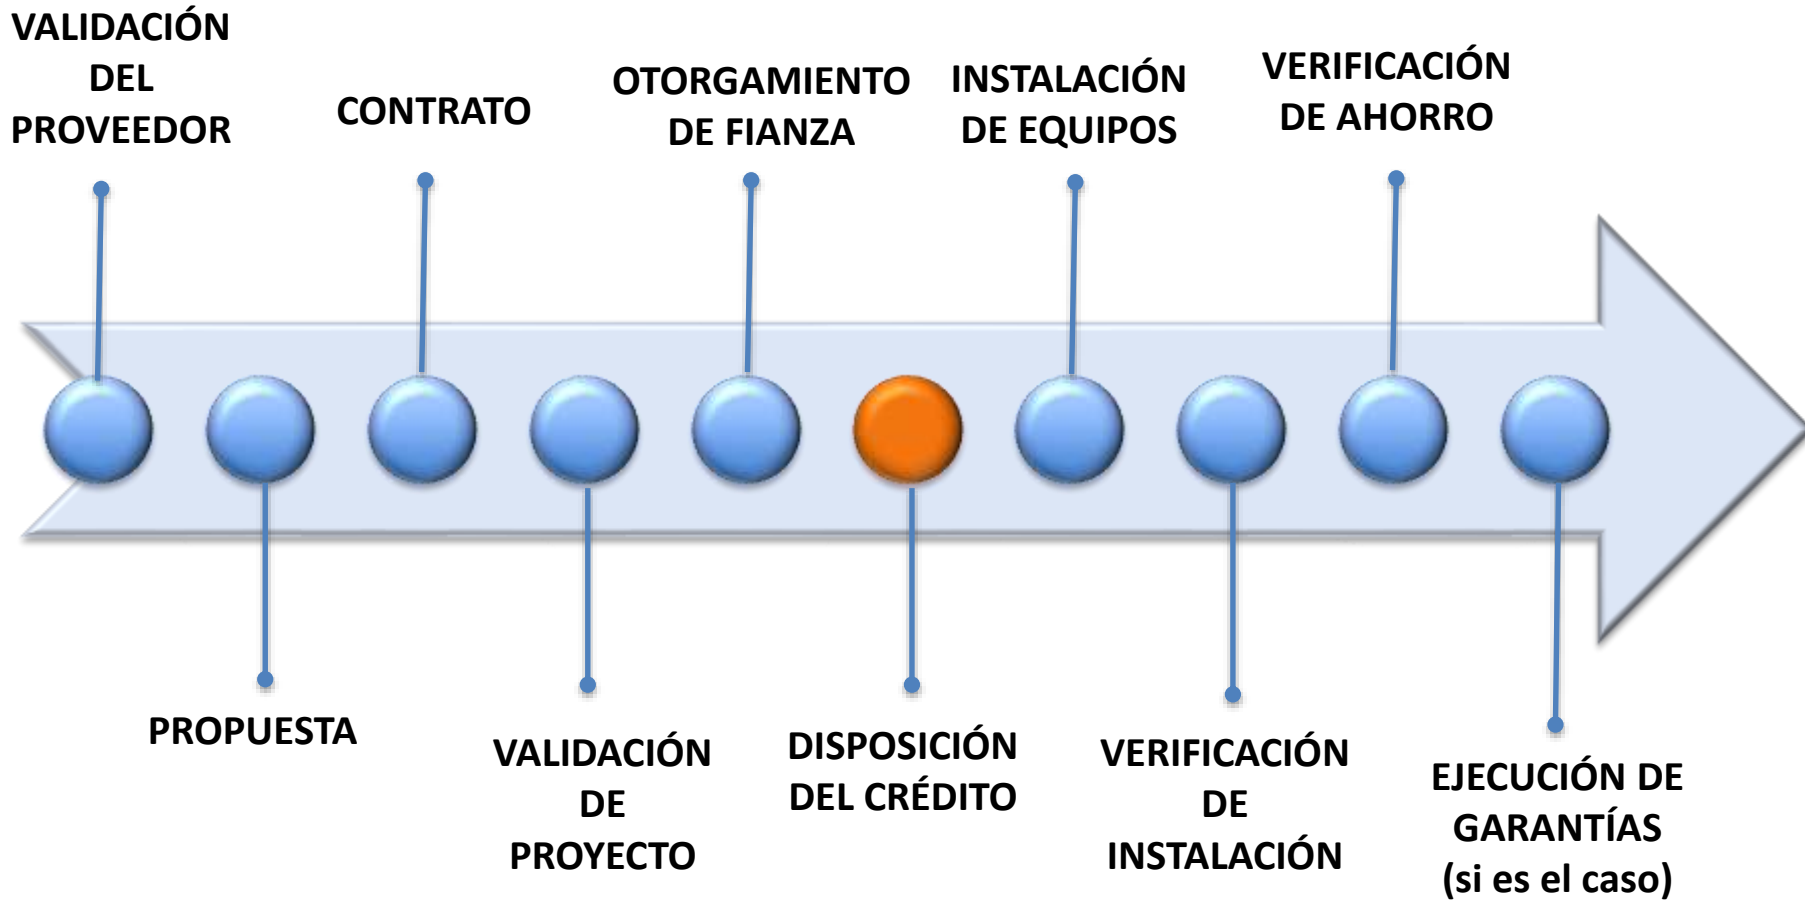 VALIDACIÓN
DEL
PROVEEDOR
PROPUESTA
CONTRATO
VALIDACIÓN
DE
PROYECTO
OTORGAMIENTO
DE FIANZA
DISPOSICIÓN
DEL CRÉDITO
INSTALACIÓN
DE EQUIPOS
VERIFICACIÓN
DE
INSTALACIÓN
VERIFICACIÓN
DE AHORRO
EJECUCIÓN DE
GARANTÍAS
(si es el caso)